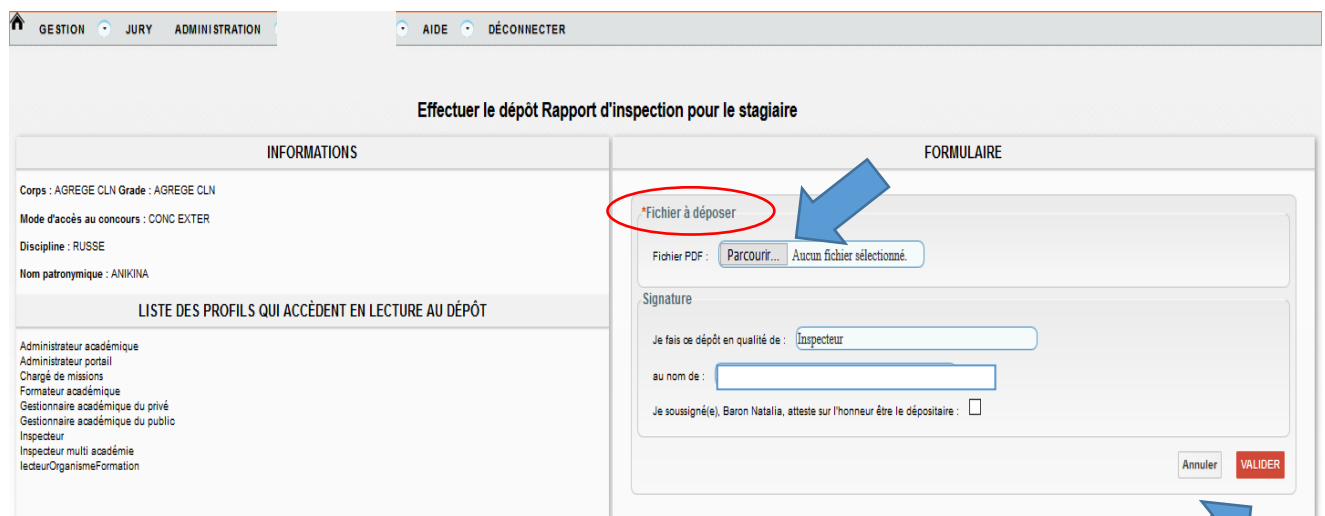 GESTION JURY ADMINISTRATION AIDE DÉCONNECTER
Effectuer le dépôt Rapport d'inspection pour le stagiaire
INFORMATIONS
Corps : AGREGE CLN Grade : AGREGE CLN
Mode d'accès au concours : CONC EXTER
Discipline : RUSSE
Nom patronymique : ANIKINA
LISTE DES PROFILS QUI ACCÈDENT EN LECTURE AU DÉPÔT
Administrateur académique
Administrateur portail
Chargé de missions
Formateur académique
Gestionnaire académique du privé
Gestionnaire académique du public
Inspecteur
Inspecteur multi académie
lecteurOrganismeFormation
FORMULAIRE
*Fichier à déposer
Fichier PDF : Parcourir... Aucun fichier sélectionné.
Signature
Je fais ce dépôt en qualité de : Inspecteur
au nom de :
Je soussigné(e), Baron Natalia, atteste sur l'honneur être le dépositaire :
Annuler VALIDER